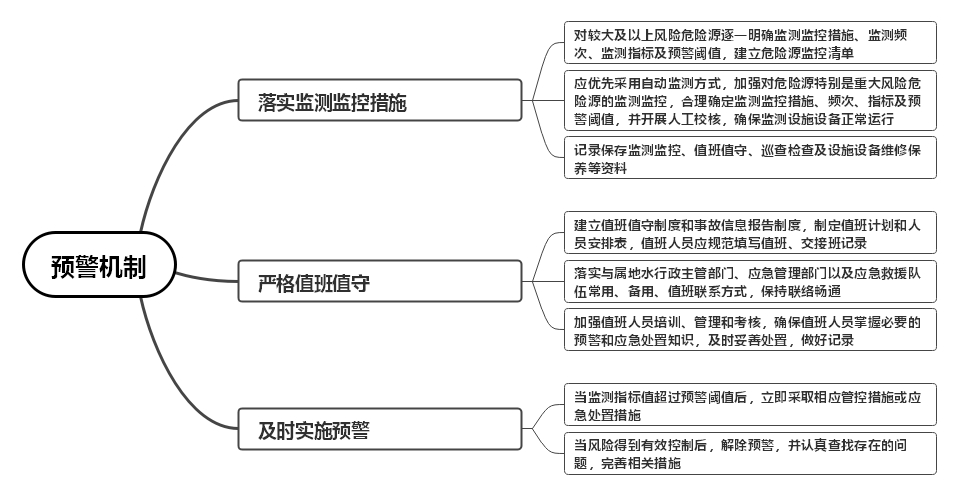 预警机制
落实监测监控措施
对较大及以上风险危险源逐一明确监测监控措施、监测频
次、监测指标及预警阈值，建立危险源监控清单
应优先采用自动监测方式，加强对危险源特别是重大风险危
险源的监测监控，合理确定监测监控措施、频次、指标及预
警阈值，并开展人工校核，确保监测设施设备正常运行
记录保存监测监控、值班值守、巡查检查及设施设备维修保
养等资料
严格值班值守
建立值班值守制度和事故信息报告制度，制定值班计划和人
员安排表，值班人员应规范填写值班、交接班记录
落实与属地水行政主管部门、应急管理部门以及应急救援队
伍常用、备用、值班联系方式，保持联络畅通
加强值班人员培训、管理和考核，确保值班人员掌握必要的
预警和应急处置知识，及时妥善处置，做好记录
及时实施预警
当监测指标值超过预警阈值后，立即采取相应管控措施或应
急处置措施
当风险得到有效控制后，解除预警，并认真查找存在的问
题，完善相关措施